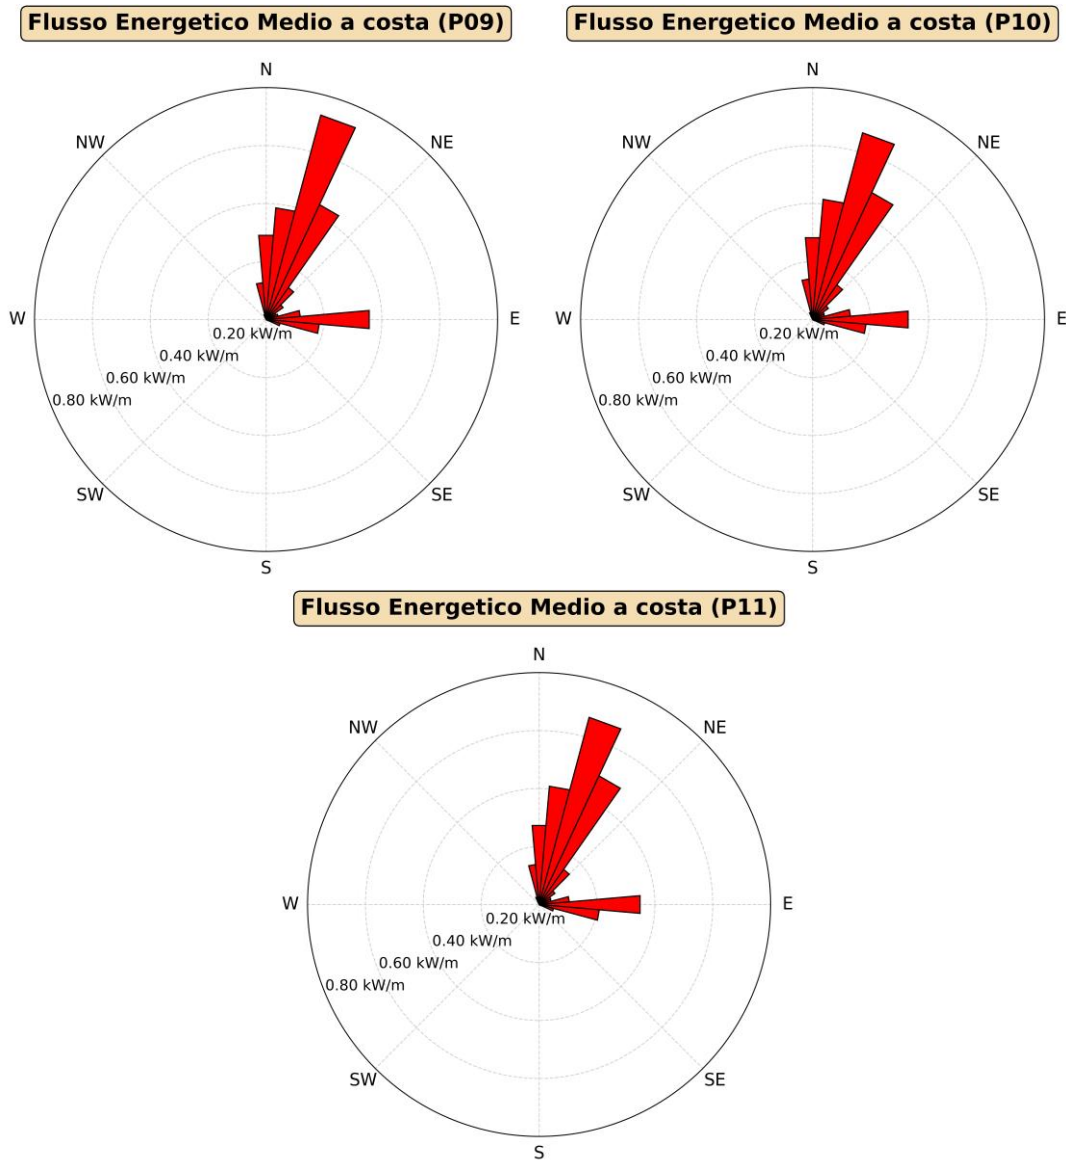 Flusso Energetico Medio a costa (P09)
N
NW
NE
W
E
0.20 kW/m
0.40 kW/m
0.60 kW/m
0.80 kW/m
SW
SE
S
Flusso Energetico Medio a costa (P10)
N
NW
NE
W
E
0.20 kW/m
0.40 kW/m
0.60 kW/m
0.80 kW/m
SW
SE
S
Flusso Energetico Medio a costa (P11)
N
NW
NE
W
E
0.20 kW/m
0.40 kW/m
0.60 kW/m
0.80 kW/m
SW
SE
S